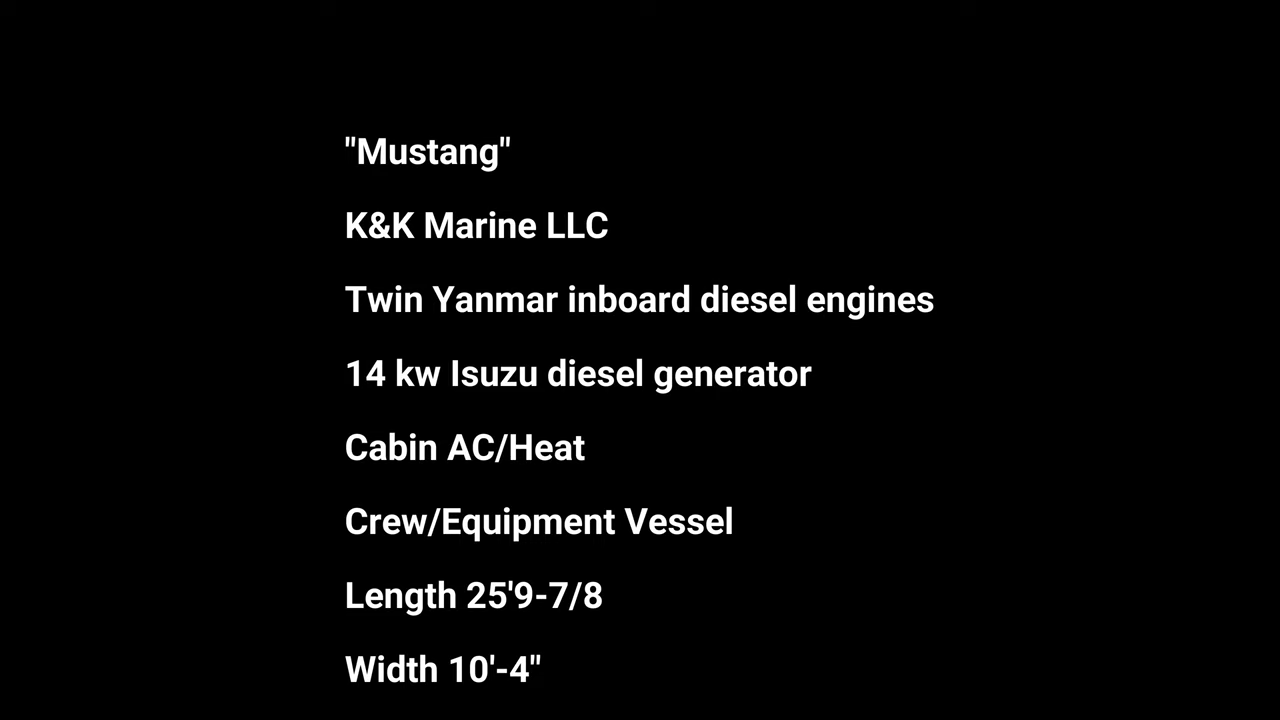 "Mustang"
K&K Marine LLC
Twin Yanmar inboard diesel engines
14 kw Isuzu diesel generator
Cabin AC/Heat
Crew/Equipment Vessel
Length 25'9-7/8
Width 10'-4"